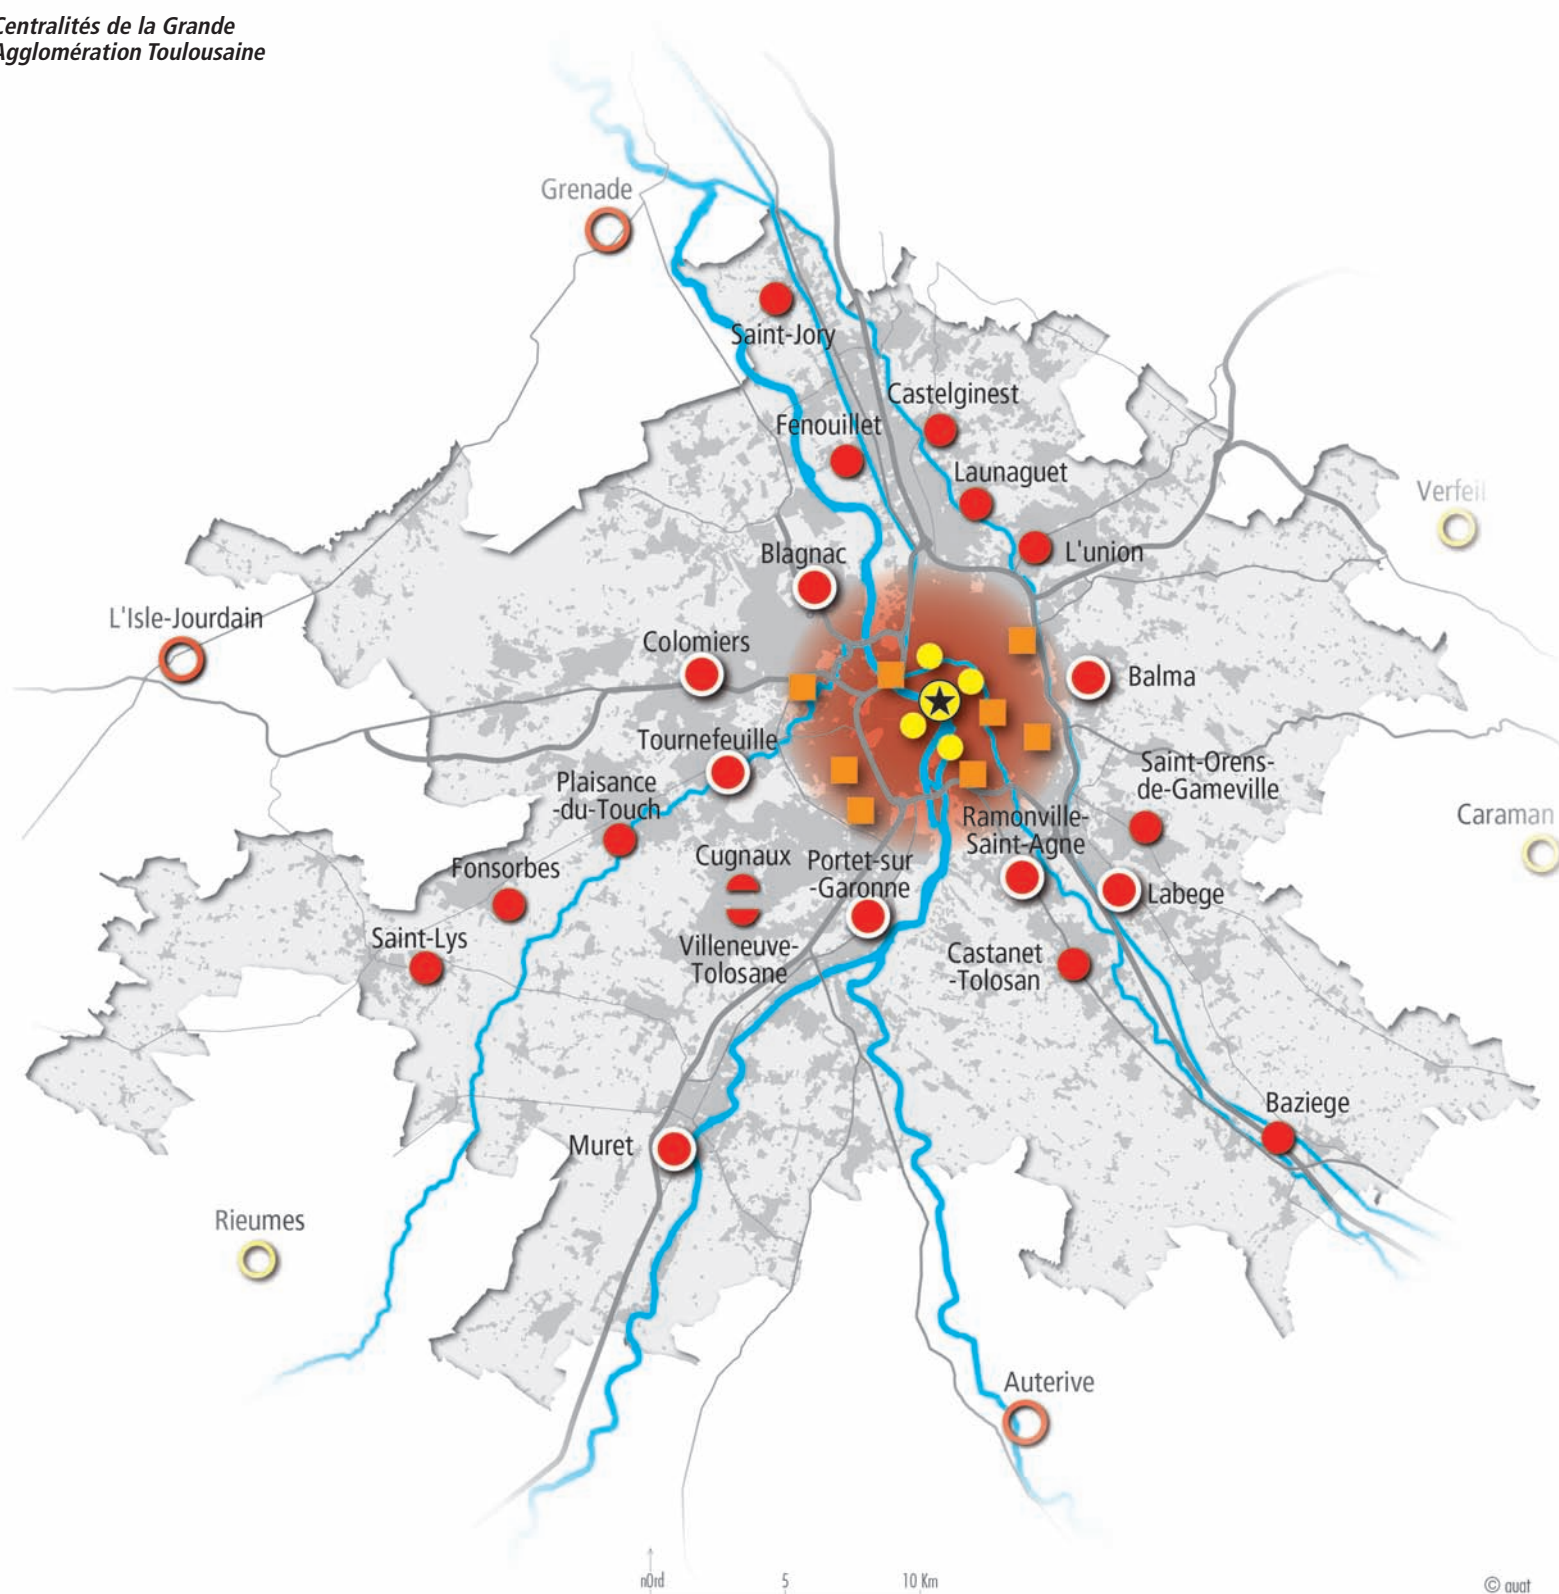 Centralités de la Grande
Agglomération Toulousaine
Grenade
Saint-Jory
Castelginest
Fenouillet
Launaguet
Verfeil
L'union
Blagnac
L'Isle-Jourdain
Colomiers
Balma
Tournefeuille
Saint-Orens-
de-Gameville
Plaisance
-du-Touch
Caraman
Ramonville-
Saint-Agne
Cugnaux
Portet-sur
-Garonne
Fonsorbes
Labege
Saint-Lys
Villeneuve-
Tolosane
Castanet
-Tolosan
Baziege
Muret
Rieumes
Auterive
n0rd
5
10 Km
© auat